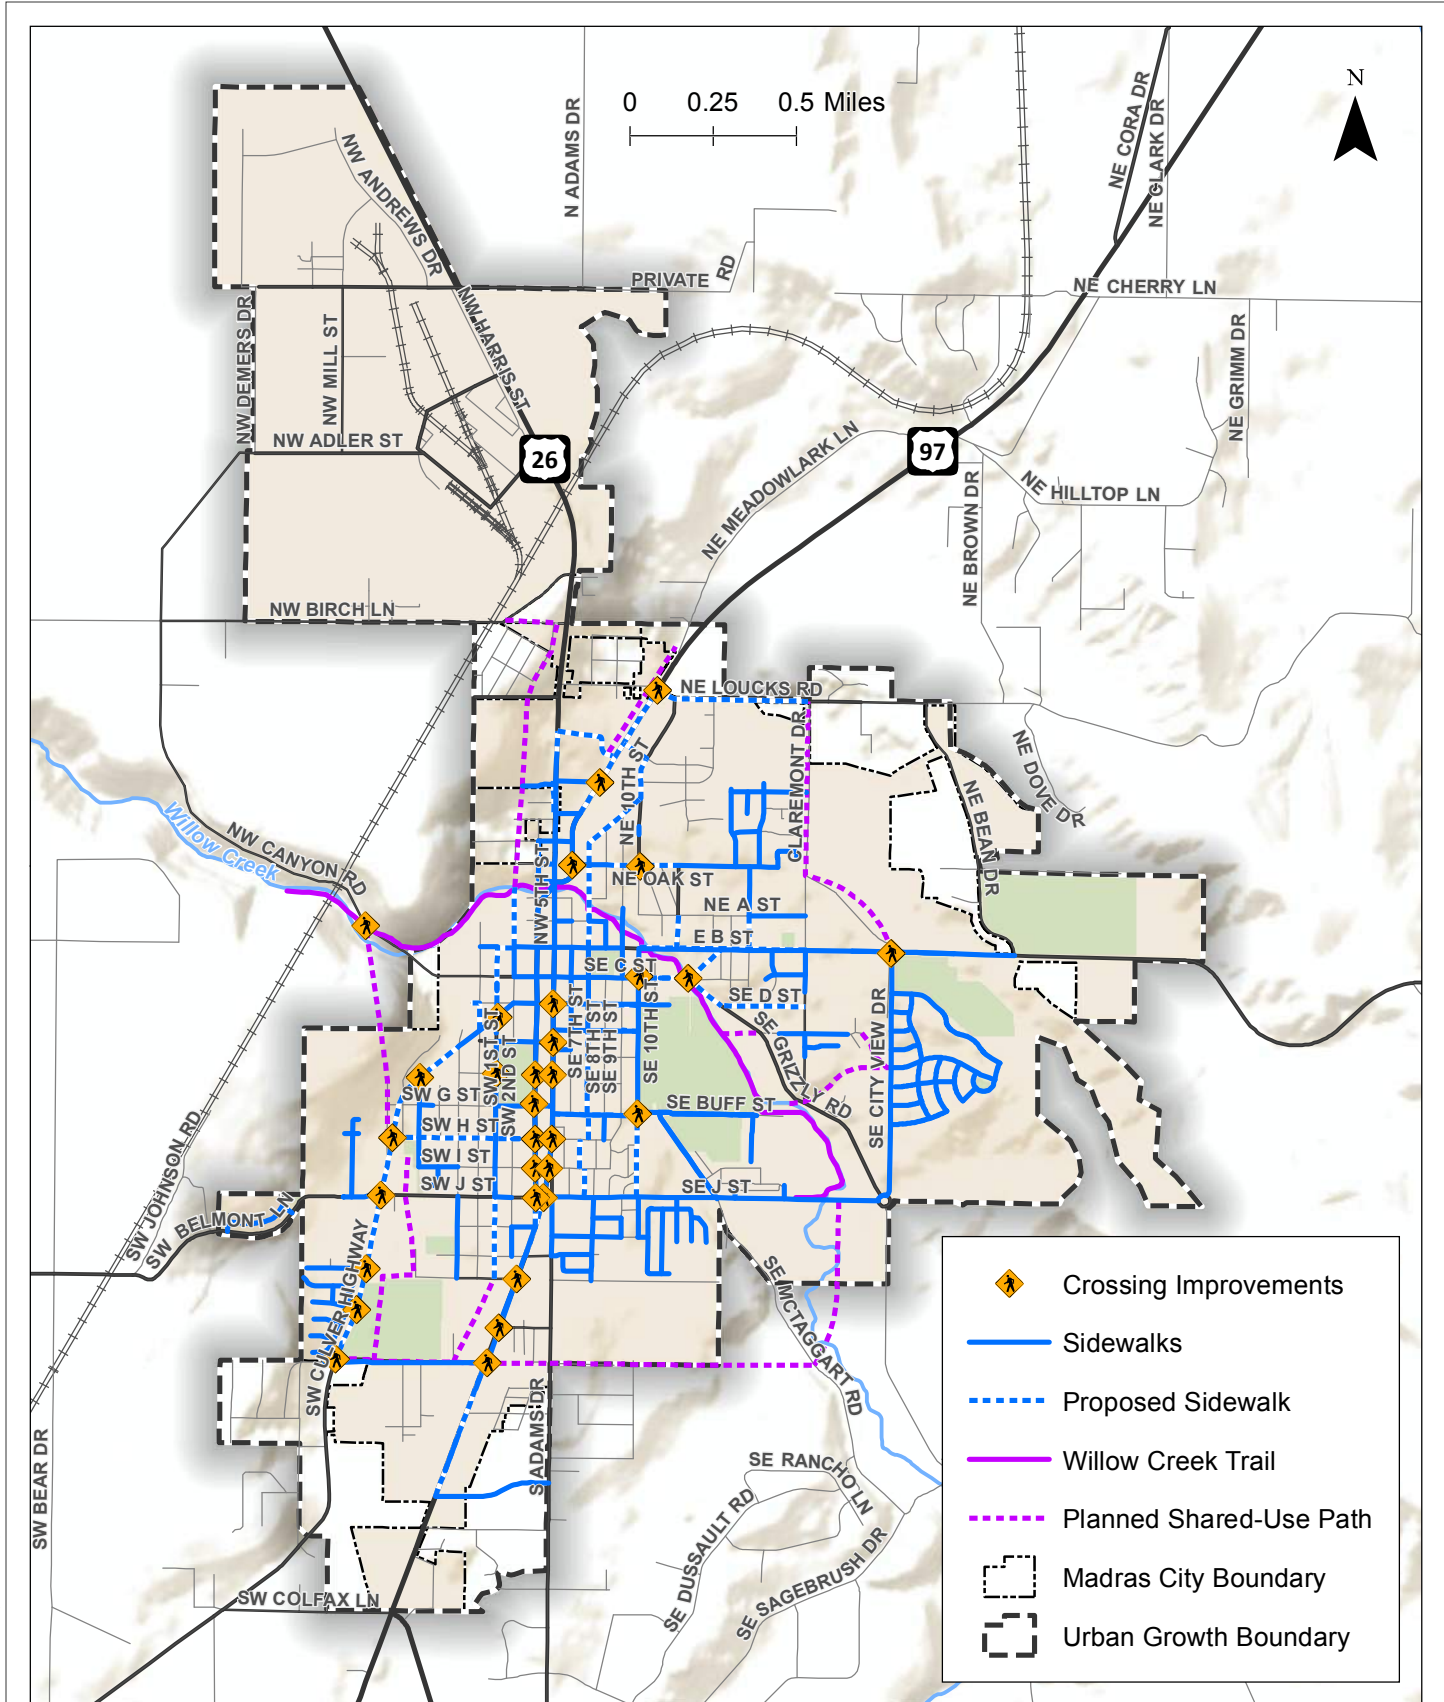 0 0.25 0.5 Miles
N
N ADAMS DR
NE CORA DR
NE CLARK DR
NW ANDREWS DR
PRIVATE RD
NE CHERRY LN
NW DEMERS DR
NW MILL ST
NW HARRIS ST
NE GRIMM DR
NW ADLER ST
26
97
NE MEADOWLARK LN
NE HILLTOP LN
NE BROWN DR
NW BIRCH LN
NE LOUCKS RD
NE 10TH ST
CLAREMONT DR
NE DOVE DR
NE BEAN DR
Willow Creek
NW CANYON RD
NW 5TH ST
NE OAK ST
NE A ST
E B ST
SE C ST
SE D ST
SE GRIZZLY RD
SE CITY VIEW DR
SW 1ST ST
SW 2ND ST
SE 7TH ST
SE 8TH ST
SE 9TH ST
SE 10TH ST
SW G ST
SE BUFF ST
SW H ST
SW I ST
SW J ST
SE J ST
SW JOHNSON RD
SW BELMONT LN
SW CULVER HIGHWAY
SE MCTAGGART RD
S ADAMS DR
SW BEAR DR
SE RANCHO LN
SE DUSSAULT RD
SE SAGEBRUSH DR
SW COLFAX LN
Crossing Improvements
Sidewalks
Proposed Sidewalk
Willow Creek Trail
Planned Shared-Use Path
Madras City Boundary
Urban Growth Boundary